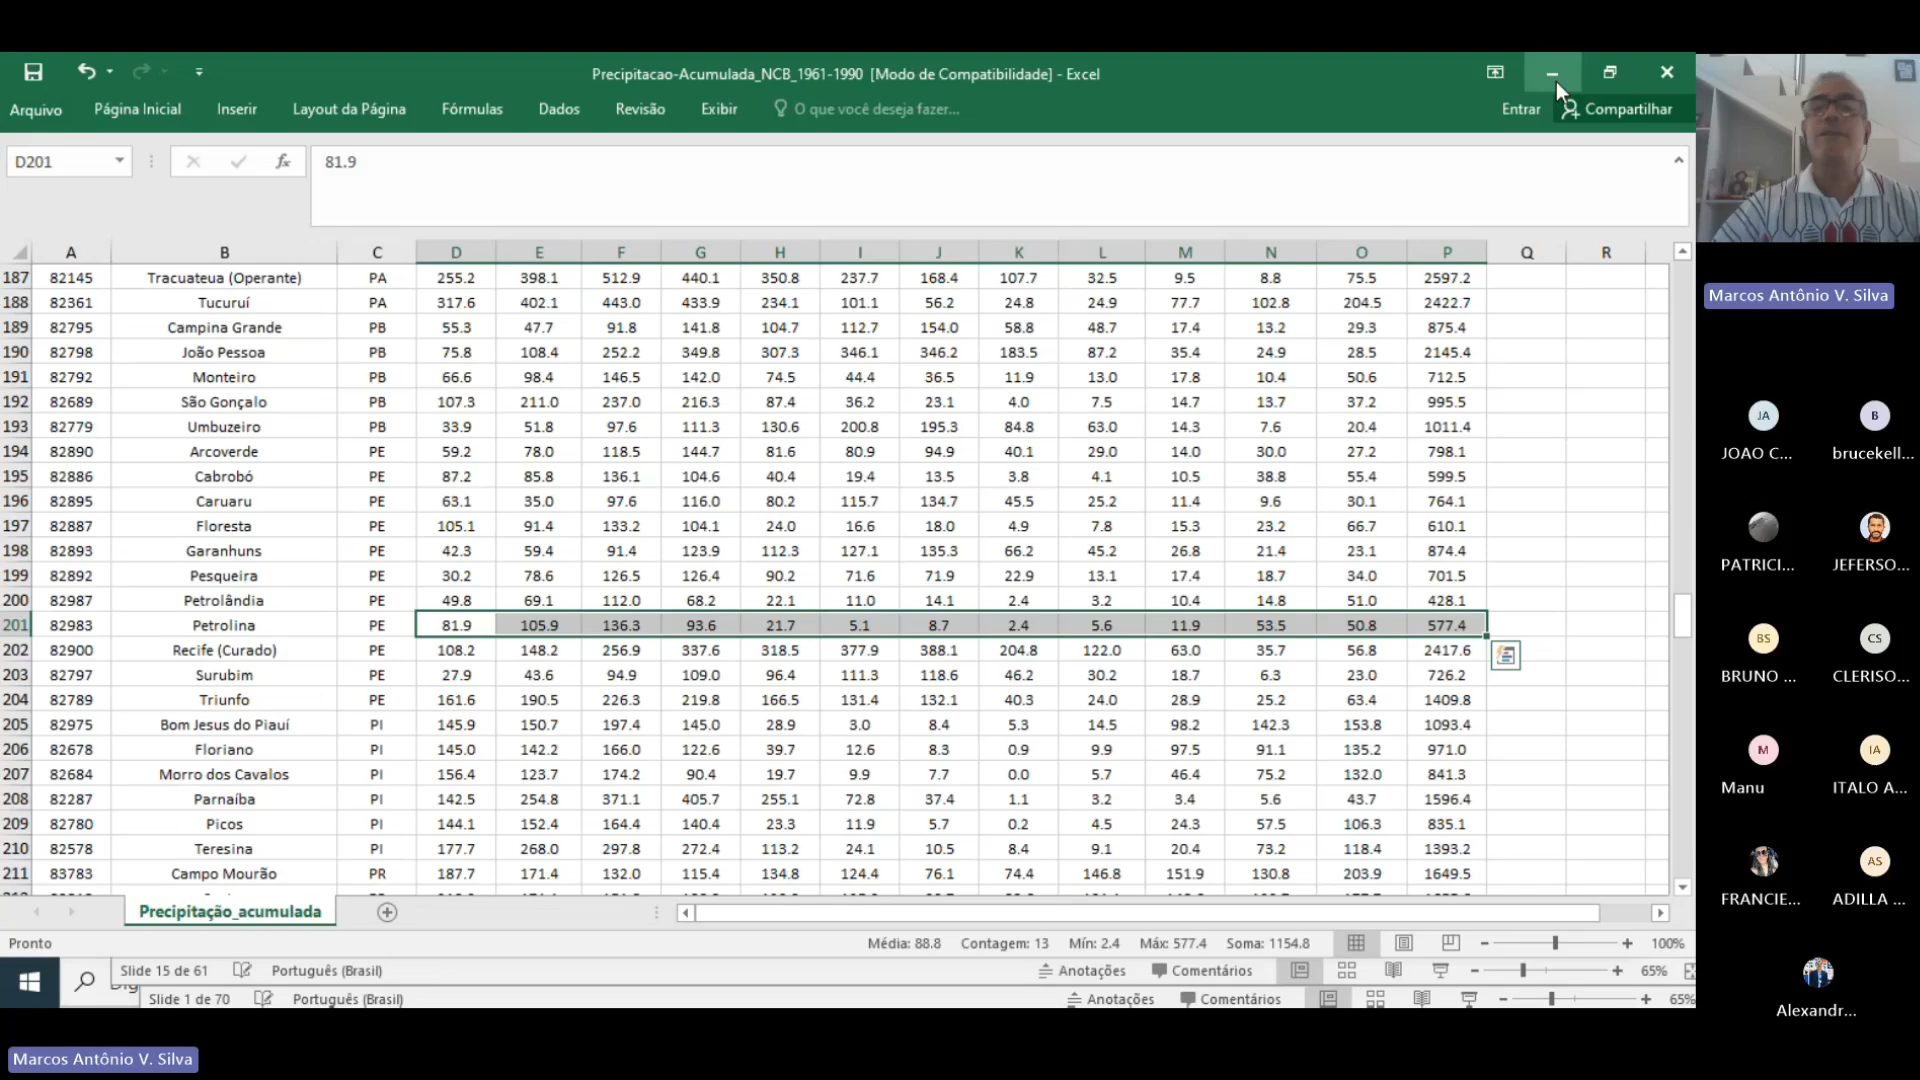 Precipitacao-Acumulada_NCB_1961-1990 [Modo de Compatibilidade] - Excel
Arquivo Página Inicial Inserir Layout da Página Fórmulas Dados Revisão Exibir O que você deseja fazer... Entrar Compartilhar
D201 fx 81.9
A B C D E F G H I J K L M N O P Q R
187 82145 Tracuateua (Operante) PA 255.2 398.1 512.9 440.1 350.8 237.7 168.4 107.7 32.5 9.5 8.8 75.5 2597.2
188 82361 Tucuruí PA 317.6 402.1 443.0 433.9 234.1 101.1 56.2 24.8 24.9 77.7 102.8 204.5 2422.7
189 82795 Campina Grande PB 55.3 47.7 91.8 141.8 104.7 112.7 154.0 58.8 48.7 17.4 13.2 29.3 875.4
190 82798 João Pessoa PB 75.8 108.4 252.2 349.8 307.3 346.1 346.2 183.5 87.2 35.4 24.9 28.5 2145.4
191 82792 Monteiro PB 66.6 98.4 146.5 142.0 74.5 44.4 36.5 11.9 13.0 17.8 10.4 50.6 712.5
192 82689 São Gonçalo PB 107.3 211.0 237.0 216.3 87.4 36.2 23.1 4.0 7.5 14.7 13.7 37.2 995.5
193 82779 Umbuzeiro PB 33.9 51.8 97.6 111.3 130.6 200.8 195.3 84.8 63.0 14.3 7.6 20.4 1011.4
194 82890 Arcoverde PE 59.2 78.0 118.5 144.7 81.6 80.9 94.9 40.1 29.0 14.0 30.0 27.2 798.1
195 82886 Cabrobó PE 87.2 85.8 136.1 104.6 40.4 19.4 13.5 3.8 4.1 10.5 38.8 55.4 599.5
196 82895 Caruaru PE 63.1 35.0 97.6 116.0 80.2 115.7 134.7 45.5 25.2 11.4 9.6 30.1 764.1
197 82887 Floresta PE 105.1 91.4 133.2 104.1 24.0 16.6 18.0 4.9 7.8 15.3 23.2 66.7 610.1
198 82893 Garanhuns PE 42.3 59.4 91.4 123.9 112.3 127.1 135.3 66.2 45.2 26.8 21.4 23.1 874.4
199 82892 Pesqueira PE 30.2 78.6 126.5 126.4 90.2 71.6 71.9 22.9 13.1 17.4 18.7 34.0 701.5
200 82987 Petrolândia PE 49.8 69.1 112.0 68.2 22.1 11.0 14.1 2.4 3.2 10.4 14.8 51.0 428.1
201 82983 Petrolina PE 81.9 105.9 136.3 93.6 21.7 5.1 8.7 2.4 5.6 11.9 53.5 50.8 577.4
202 82900 Recife (Curado) PE 108.2 148.2 256.9 337.6 318.5 377.9 388.1 204.8 122.0 63.0 35.7 56.8 2417.6
203 82797 Surubim PE 27.9 43.6 94.9 109.0 96.4 111.3 118.6 46.2 30.2 18.7 6.3 23.0 726.2
204 82789 Triunfo PE 161.6 190.5 226.3 219.8 166.5 131.4 132.1 40.3 24.0 28.9 25.2 63.4 1409.8
205 82975 Bom Jesus do Piauí PI 145.9 150.7 197.4 145.0 28.9 3.0 8.4 5.3 14.5 98.2 142.3 153.8 1093.4
206 82678 Floriano PI 145.0 142.2 166.0 122.6 39.7 12.6 8.3 0.9 9.9 97.5 91.1 135.2 971.0
207 82684 Morro dos Cavalos PI 156.4 123.7 174.2 90.4 19.7 9.9 7.7 0.0 5.7 46.4 75.2 132.0 841.3
208 82287 Parnaíba PI 142.5 254.8 371.1 405.7 255.1 72.8 37.4 1.1 3.2 3.4 5.6 43.7 1596.4
209 82780 Picos PI 144.1 152.4 164.4 140.4 23.3 11.9 5.7 0.2 4.5 24.3 57.5 106.3 835.1
210 82578 Teresina PI 177.7 268.0 297.8 272.4 113.2 24.1 10.5 8.4 9.1 20.4 73.2 118.4 1393.2
211 83783 Campo Mourão PR 187.7 171.4 132.0 115.4 134.8 124.4 76.1 74.4 146.8 151.9 130.8 203.9 1649.5
Precipitação_acumulada
Pronto Média: 88.8 Contagem: 13 Mín: 2.4 Máx: 577.4 Soma: 1154.8 100%
Slide 15 de 61 Português (Brasil) Anotações Comentários 65%
Slide 1 de 70 Português (Brasil) Anotações Comentários 65%
Marcos Antônio V. Silva
Marcos Antônio V. Silva
JA B
JOAO C... brucekell...
PATRICI... JEFERSO...
BS CS
BRUNO ... CLERISO...
M IA
Manu ITALO A...
AS
FRANCIE... ADILLA ...
Alexandr...